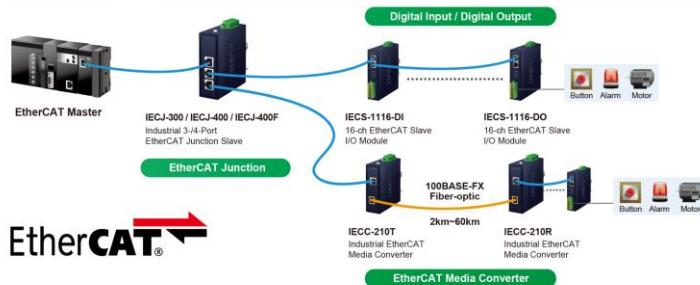 Digital Input / Digital Output
EtherCAT Master
IECJ-300 / IECJ-400 / IECJ-400F
Industrial 3-/4-Port
EtherCAT Junction Slave
EtherCAT Junction
IECS-1116-DI
16-ch EtherCAT Slave
I/O Module
IECS-1116-DO
16-ch EtherCAT Slave
I/O Module
Button
Alarm
Motor
100BASE-FX
Fiber-optic
2km~60km
IECC-210T
Industrial EtherCAT
Media Converter
IECC-210R
Industrial EtherCAT
Media Converter
Button
Alarm
Motor
EtherCAT®
EtherCAT Media Converter